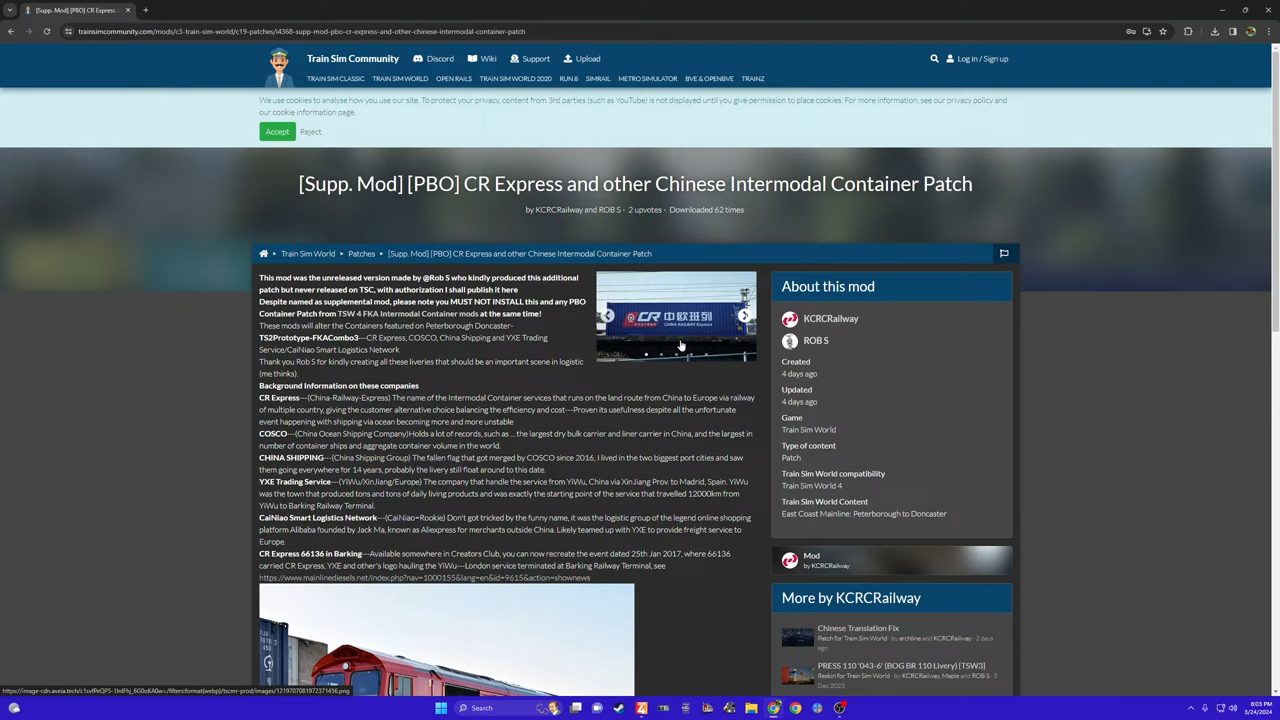 [Supp. Mod] [PBO] CR Express
trainsimcommunity.com/mods/c3-train-sim-world/c19-patches/i4368-supp-mod-pbo-cr-express-and-other-chinese-intermodal-container-patch
Train Sim Community
Discord
Wiki
Support
Upload
Log in / Sign up
TRAIN SIM CLASSIC
TRAIN SIM WORLD
OPEN RAILS
TRAIN SIM WORLD 2020
RUN 8
SIMRAIL
METRO SIMULATOR
BVE & OPENBVE
TRAINZ
We use cookies to analyse how you use our site. To protect your privacy, content from 3rd parties (such as YouTube) is not displayed until you give permission to place cookies. For more information, see our privacy policy and
our cookie information page.
Accept
Reject
[Supp. Mod] [PBO] CR Express and other Chinese Intermodal Container Patch
by KCRCRailway and ROB S · 2 upvotes · Downloaded 62 times
Train Sim World
Patches
[Supp. Mod] [PBO] CR Express and other Chinese Intermodal Container Patch
This mod was the unreleased version made by @Rob S who kindly produced this additional
patch but never released on TSC, with authorization I shall publish it here
Despite named as supplemental mod, please note you MUST NOT INSTALL this and any PBO
Container Patch from TSW 4 FKA Intermodal Container mods at the same time!
These mods will alter the Containers featured on Peterborough Doncaster-
TS2Prototype-FKACombo3---CR Express, COSCO, China Shipping and YXE Trading
Service/CaiNiao Smart Logistics Network
Thank you Rob S for kindly creating all these liveries that should be an important scene in logistic
(me thinks).
Background Information on these companies
CR Express---(China-Railway-Express) The name of the Intermodal Container services that runs on the land route from China to Europe via railway
of multiple country, giving the customer alternative choice balancing the efficiency and cost---Proven its usefulness despite all the unfortunate
event happening with shipping via ocean becoming more and more unstable
COSCO---(China Ocean Shipping Company)Holds a lot of records, such as ... the largest dry bulk carrier and liner carrier in China, and the largest in
number of container ships and aggregate container volume in the world.
CHINA SHIPPING---(China Shipping Group) The fallen flag that got merged by COSCO since 2016, I lived in the two biggest port cities and saw
them going everywhere for 14 years, probably the livery still float around to this date.
YXE Trading Service---(YiWu/XinJiang/Europe) The company that handle the service from YiWu, China via XinJiang Prov. to Madrid, Spain. YiWu
was the town that produced tons and tons of daily living products and was exactly the starting point of the service that travelled 12000km from
YiWu to Barking Railway Terminal.
CaiNiao Smart Logistics Network---(CaiNiao=Rookie) Don't got tricked by the funny name, it was the logistic group of the legend online shopping
platform Alibaba founded by Jack Ma, known as Aliexpress for merchants outside China. Likely teamed up with YXE to provide freight service to
Europe.
CR Express 66136 in Barking---Available somewhere in Creators Club, you can now recreate the event dated 25th Jan 2017, where 66136
carried CR Express, YXE and other's logo hauling the YiWu---London service terminated at Barking Railway Terminal, see
https://www.mainlinediesels.net/index.php?nav=1000155&lang=en&id=9615&action=shownews
CR 中欧班列
CHINA RAILWAY Express
About this mod
KCRCRailway
ROB S
Created
4 days ago
Updated
4 days ago
Game
Train Sim World
Type of content
Patch
Train Sim World compatibility
Train Sim World 4
Train Sim World Content
East Coast Mainline: Peterborough to Doncaster
Mod
by KCRCRailway
More by KCRCRailway
Chinese Translation Fix
Patch for Train Sim World · by archline and KCRCRailway · 2 days
ago
PRESS 110 '043-6' (BOG BR 110 Livery) [TSW3]
Reskin for Train Sim World · by KCRCRailway, Maple and ROB S · 5
Dec 2023
Search
8:03 PM
3/24/2024